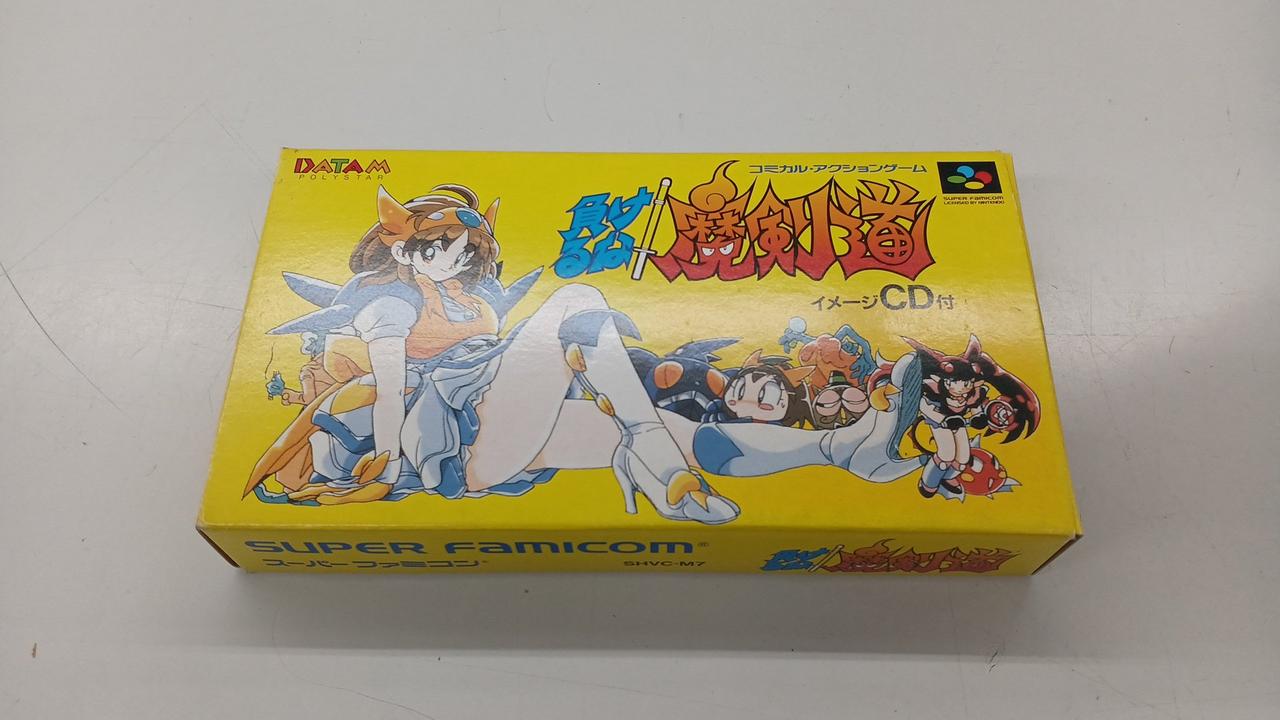 DATAM
POLYSTAR
コミカル・アクションゲーム
負けるな!魔剣道
イメージCD付
SUPER FAMICOM
LICENSED BY NINTENDO
SUPER FAMICOM®
スーパーファミコン®
SHVC-M7
負けるな!魔剣道